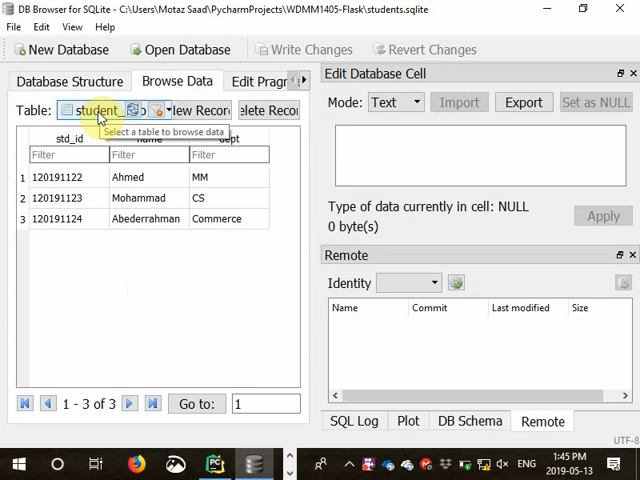 DB Browser for SQLite - C:\Users\Motaz Saad\PycharmProjects\WDMM1405-Flask\students.sqlite
File Edit View Help
New Database Open Database Write Changes Revert Changes
Database Structure Browse Data Edit Pragr
Table: student_ lew Recor elete Recor
Select a table to browse data
std_id name dept
Filter Filter Filter
1 120191122 Ahmed MM
2 120191123 Mohammad CS
3 120191124 Abederrahman Commerce
1 - 3 of 3 Go to: 1
Edit Database Cell
Mode: Text Import Export Set as NULL
Type of data currently in cell: NULL
0 byte(s)
Apply
Remote
Identity
Name Commit Last modified Size
SQL Log Plot DB Schema Remote
UTF-8
PC
ENG
1:45 PM
2019-05-13